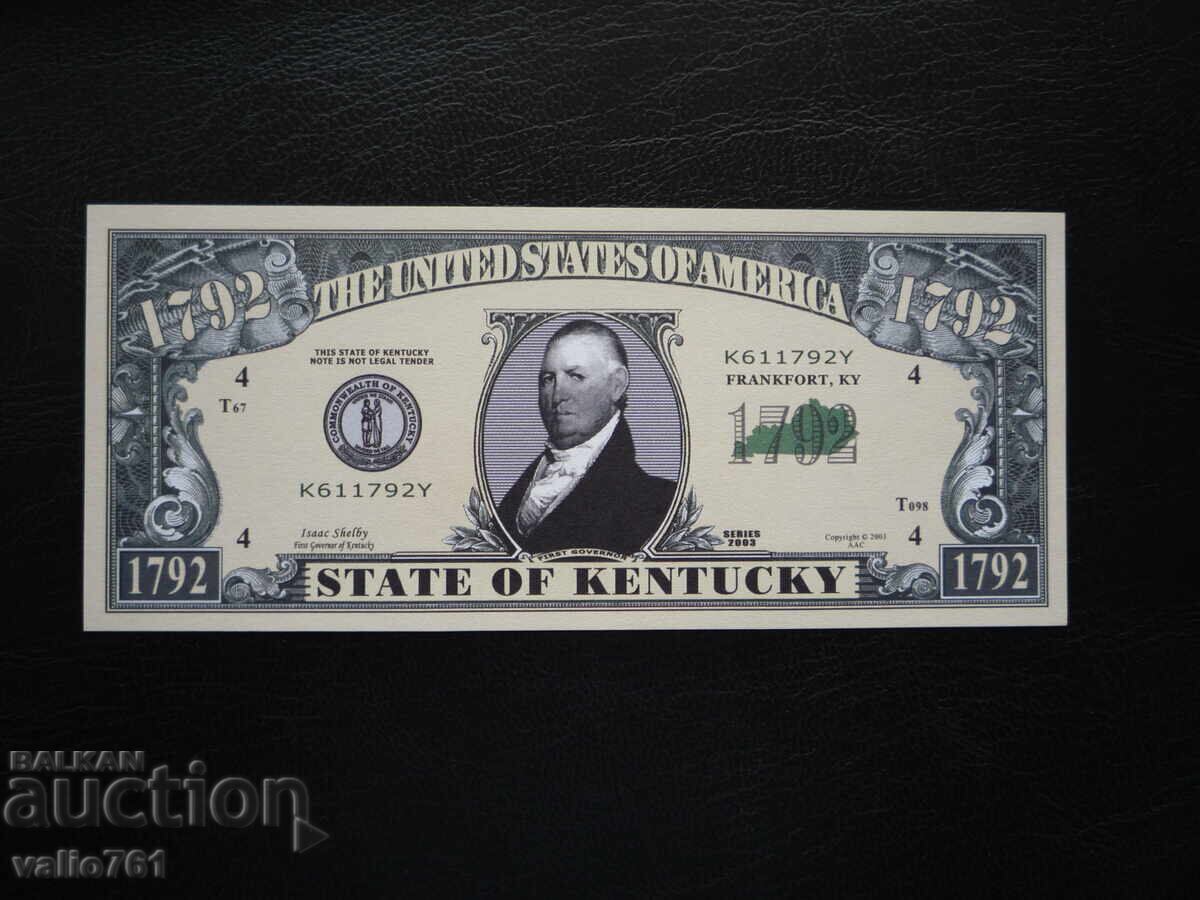 1792
THE UNITED STATES OF AMERICA
1792
THIS STATE OF KENTUCKY
NOTE IS NOT LEGAL TENDER
4
T67
COMMONWEALTH OF KENTUCKY
K611792Y
Isaac Shelby
First Governor of Kentucky
4
FIRST GOVERNOR
K611792Y
FRANKFORT, KY
4
1792
T098
SERIES
2003
Copyright © 2003
AAC
4
1792
STATE OF KENTUCKY
1792
BALKAN
auction
valio761